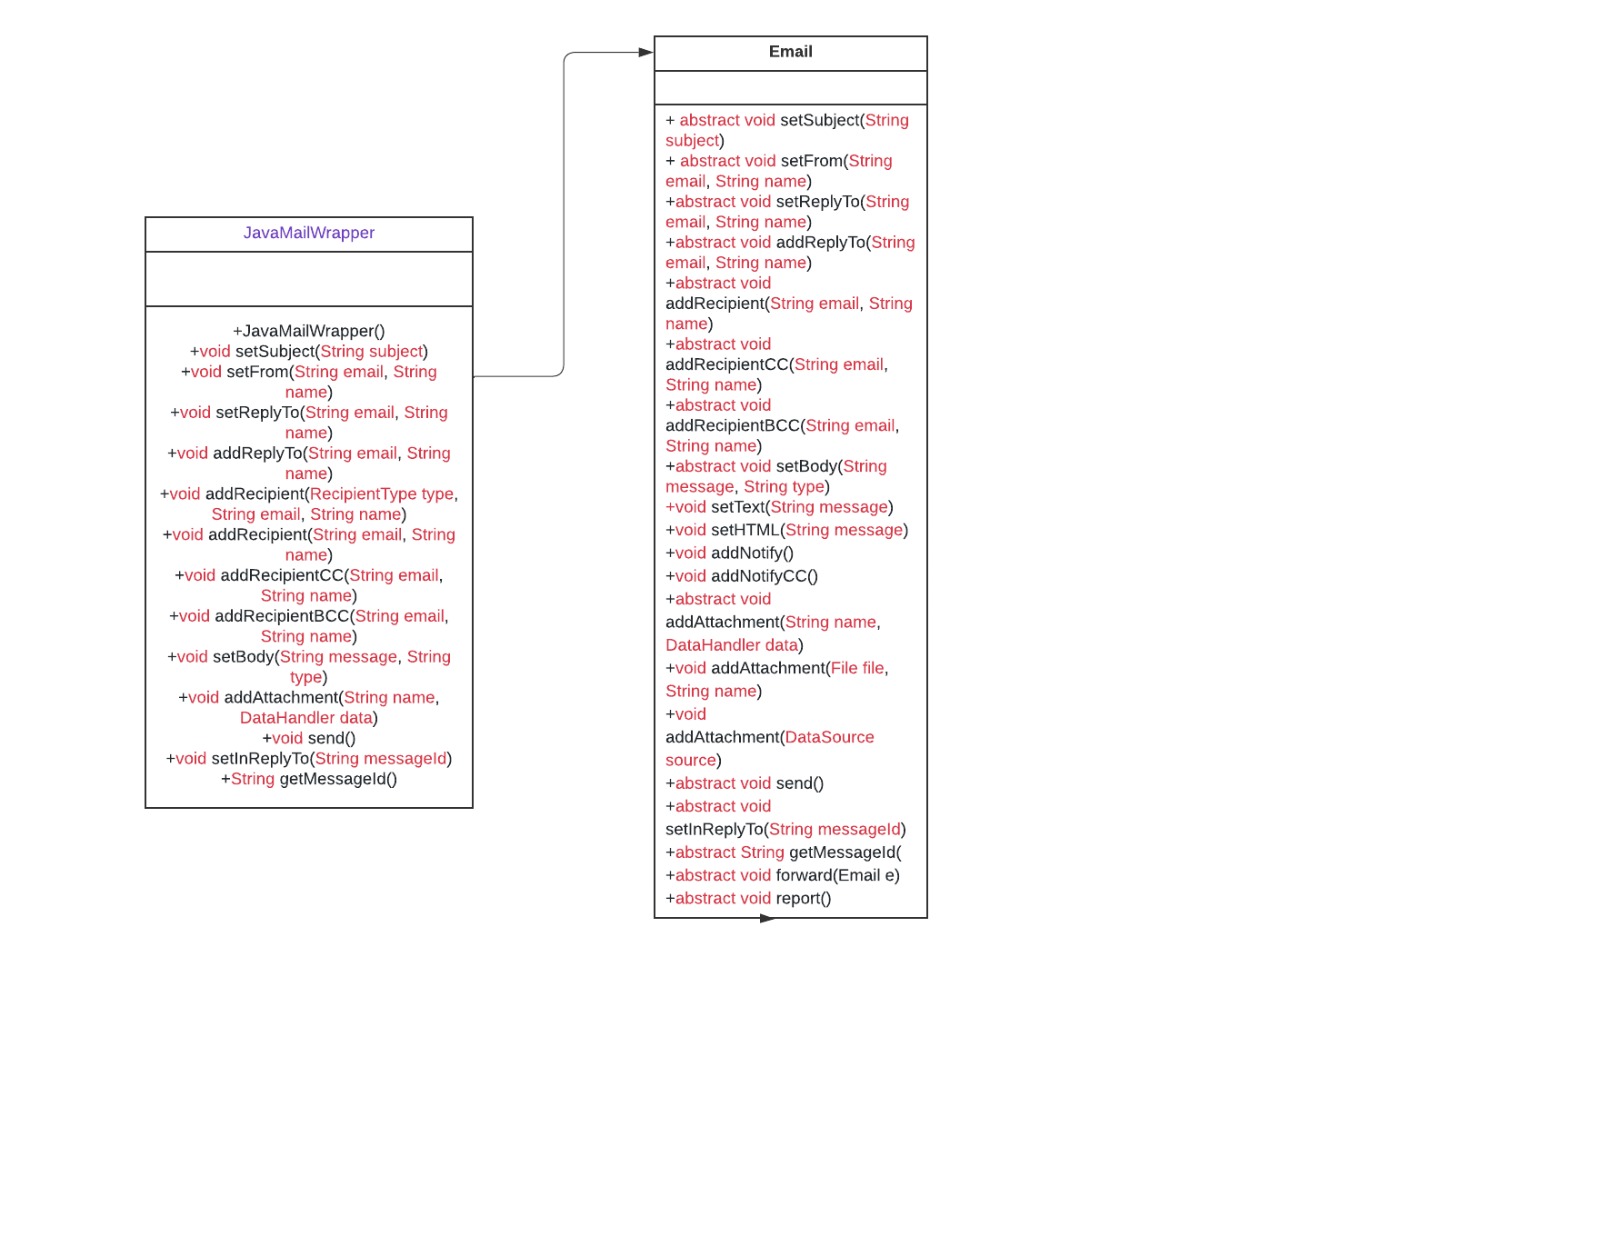 JavaMailWrapper
+JavaMailWrapper()
+void setSubject(String subject)
+void setFrom(String email, String
name)
+void setReplyTo(String email, String
name)
+void addReplyTo(String email, String
name)
+void addRecipient(RecipientType type,
String email, String name)
+void addRecipient(String email, String
name)
+void addRecipientCC(String email,
String name)
+void addRecipientBCC(String email,
String name)
+void setBody(String message, String
type)
+void addAttachment(String name,
DataHandler data)
+void send()
+void setInReplyTo(String messageId)
+String getMessageId()
Email
+ abstract void setSubject(String
subject)
+ abstract void setFrom(String
email, String name)
+abstract void setReplyTo(String
email, String name)
+abstract void addReplyTo(String
email, String name)
+abstract void
addRecipient(String email, String
name)
+abstract void
addRecipientCC(String email,
String name)
+abstract void
addRecipientBCC(String email,
String name)
+abstract void setBody(String
message, String type)
+void setText(String message)
+void setHTML(String message)
+void addNotify()
+void addNotifyCC()
+abstract void
addAttachment(String name,
DataHandler data)
+void addAttachment(File file,
String name)
+void
addAttachment(DataSource
source)
+abstract void send()
+abstract void
setInReplyTo(String messageId)
+abstract String getMessageId(
+abstract void forward(Email e)
+abstract void report()